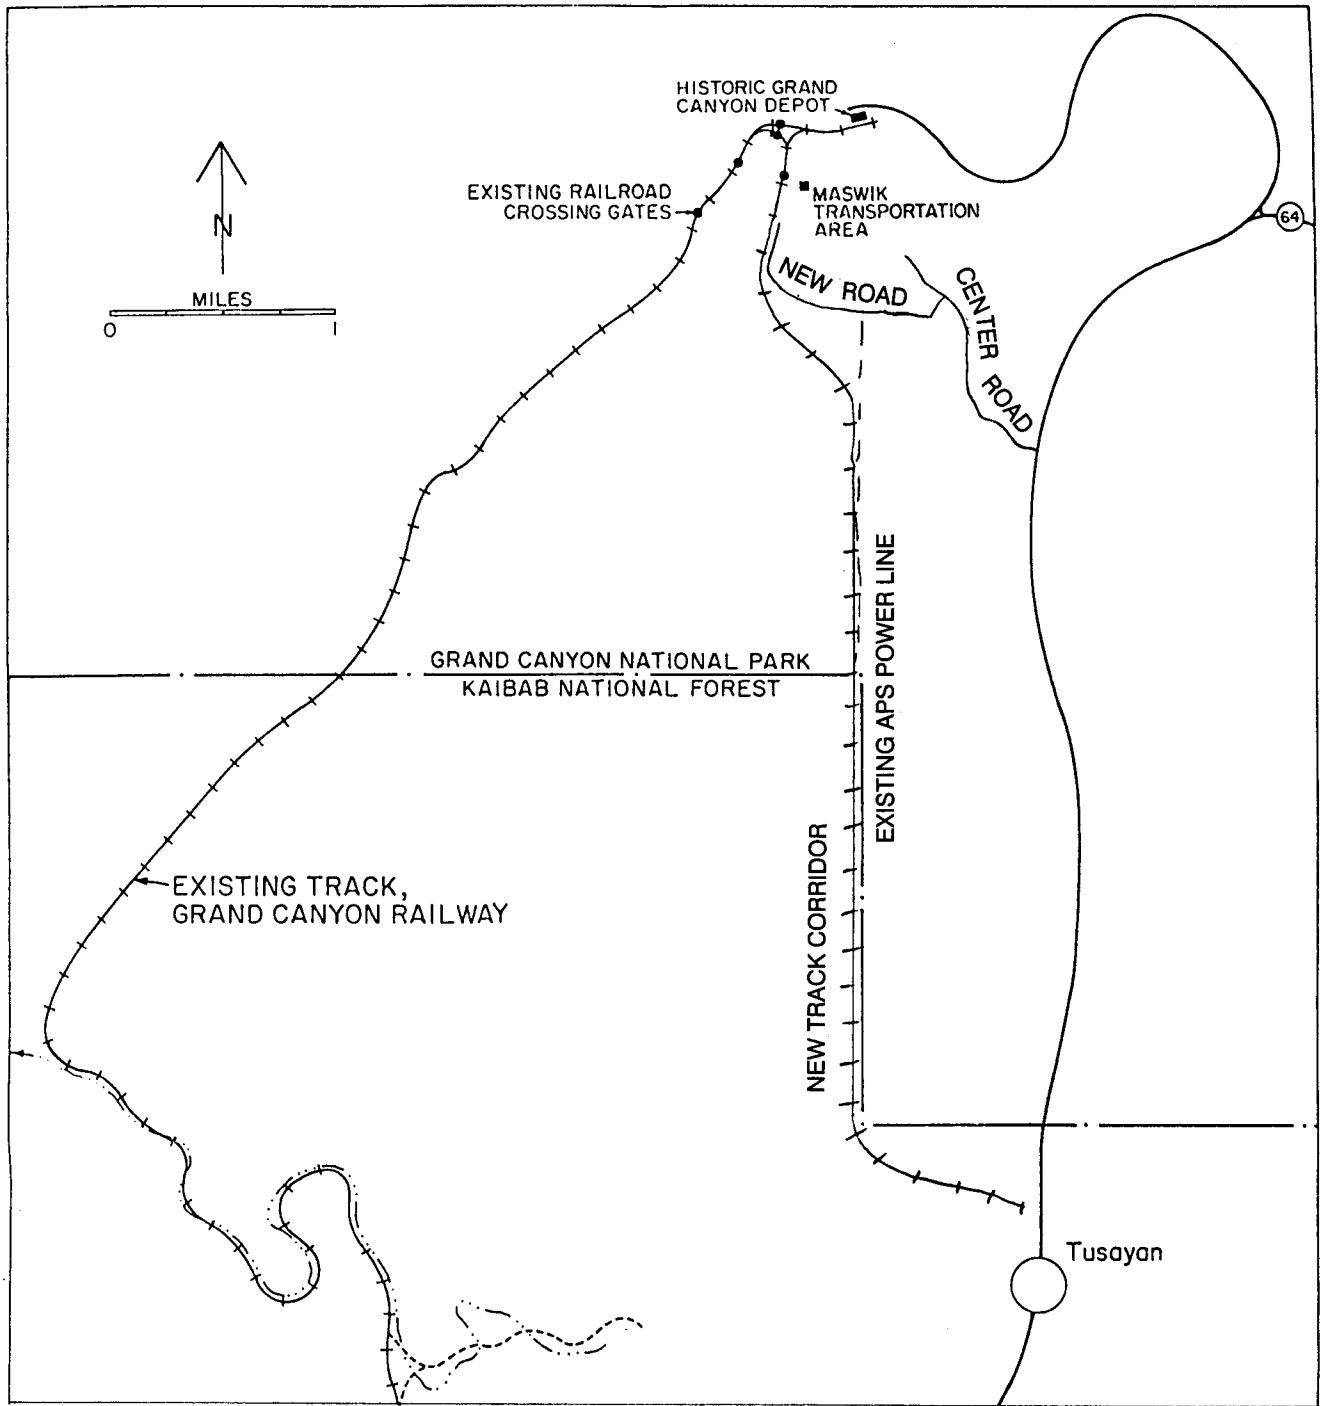 HISTORIC GRAND
CANYON DEPOT
EXISTING RAILROAD
CROSSING GATES
MASWIK
TRANSPORTATION
AREA
64
N
MILES
0 1
NEW ROAD
CENTER ROAD
GRAND CANYON NATIONAL PARK
KAIBAB NATIONAL FOREST
EXISTING APS POWER LINE
NEW TRACK CORRIDOR
EXISTING TRACK,
GRAND CANYON RAILWAY
Tusayan